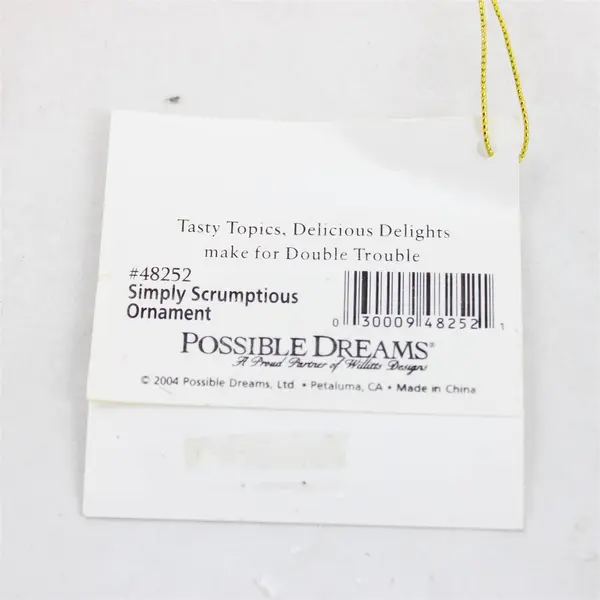 Tasty Topics, Delicious Delights
make for Double Trouble
#48252
Simply Scrumptious
Ornament
0 30009 48252 1
POSSIBLE DREAMS®
A Proud Partner of Willitts Designs
© 2004 Possible Dreams, Ltd • Petaluma, CA • Made in China